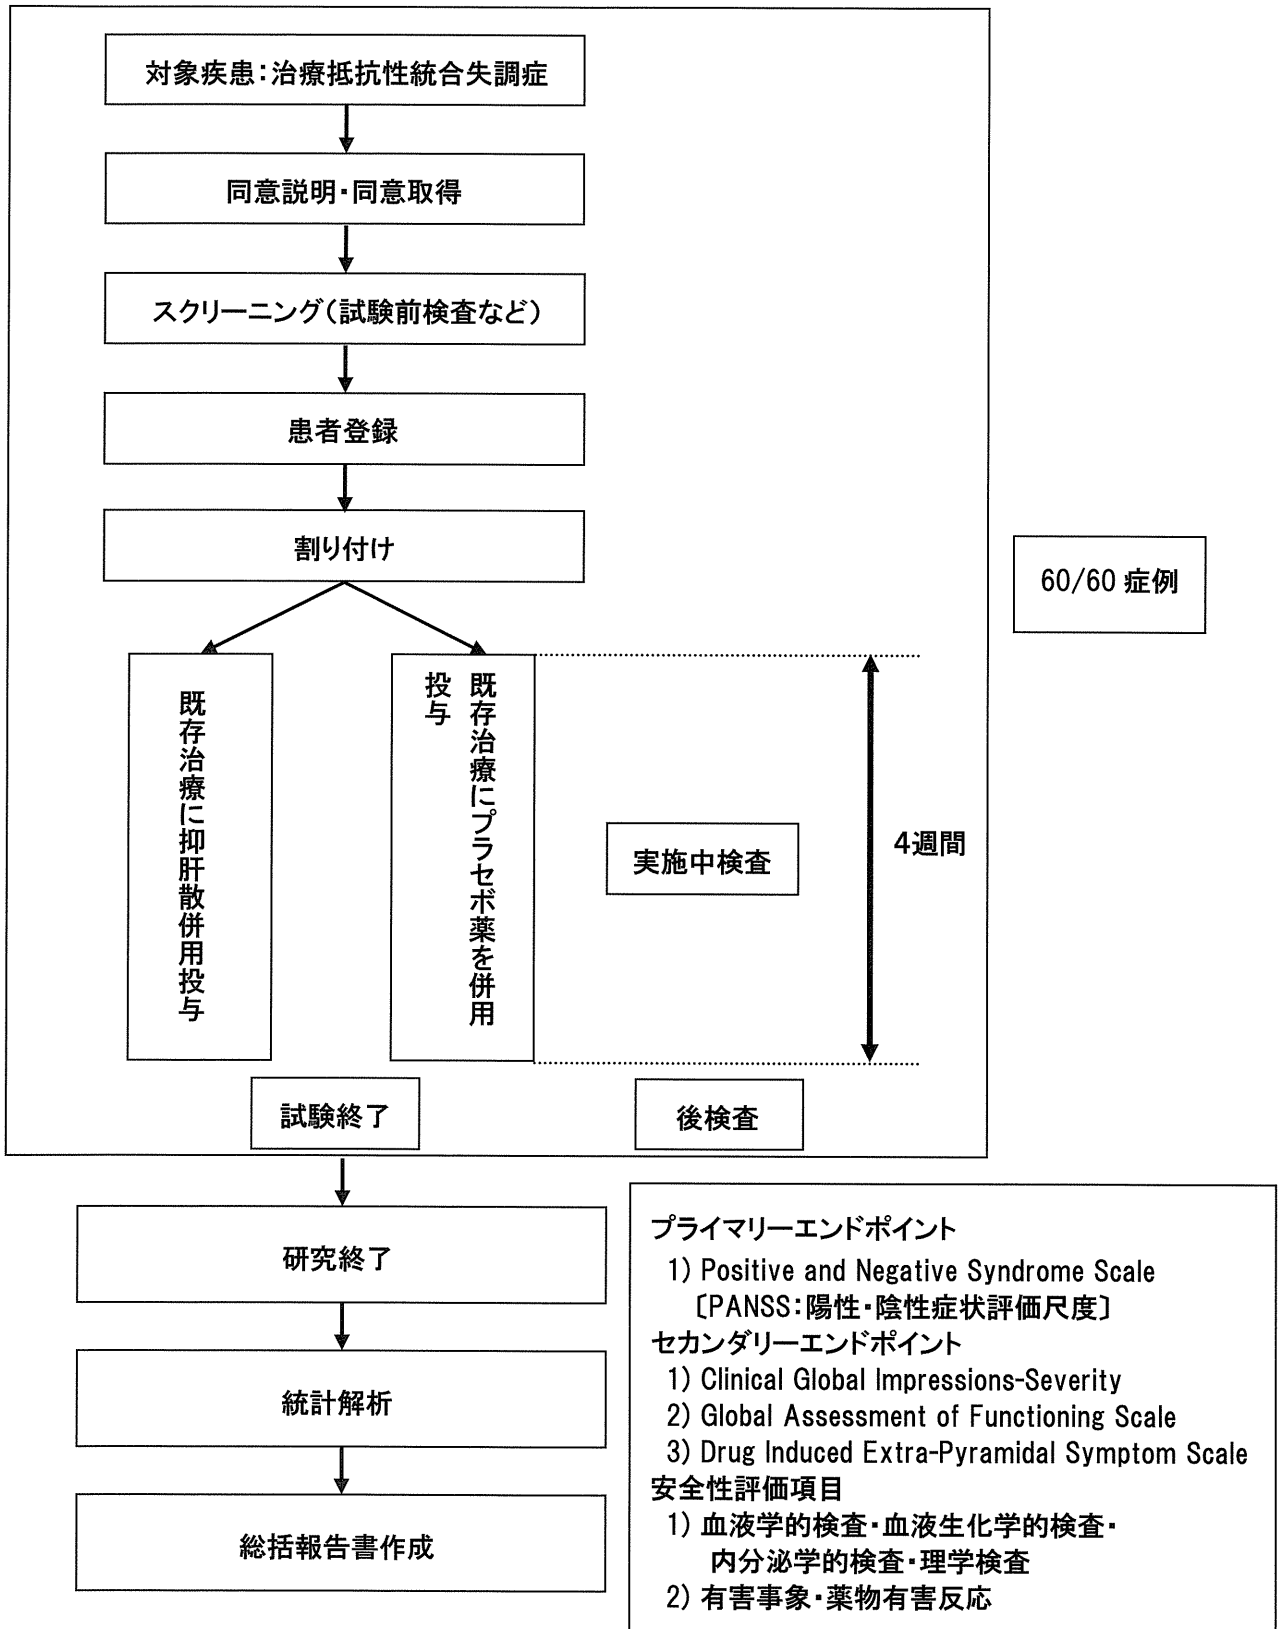 対象疾患：治療抵抗性統合失調症
同意説明・同意取得
スクリーニング（試験前検査など）
患者登録
割り付け
60/60 症例
既存治療に抑肝散併用投与
既存治療にプラセボ薬を併用
投与
実施中検査
4週間
試験終了
後検査
研究終了
統計解析
総括報告書作成
プライマリーエンドポイント
1) Positive and Negative Syndrome Scale
〔PANSS：陽性・陰性症状評価尺度〕
セカンダリーエンドポイント
1) Clinical Global Impressions-Severity
2) Global Assessment of Functioning Scale
3) Drug Induced Extra-Pyramidal Symptom Scale
安全性評価項目
1) 血液学的検査・血液生化学的検査・
内分泌学的検査・理学検査
2) 有害事象・薬物有害反応